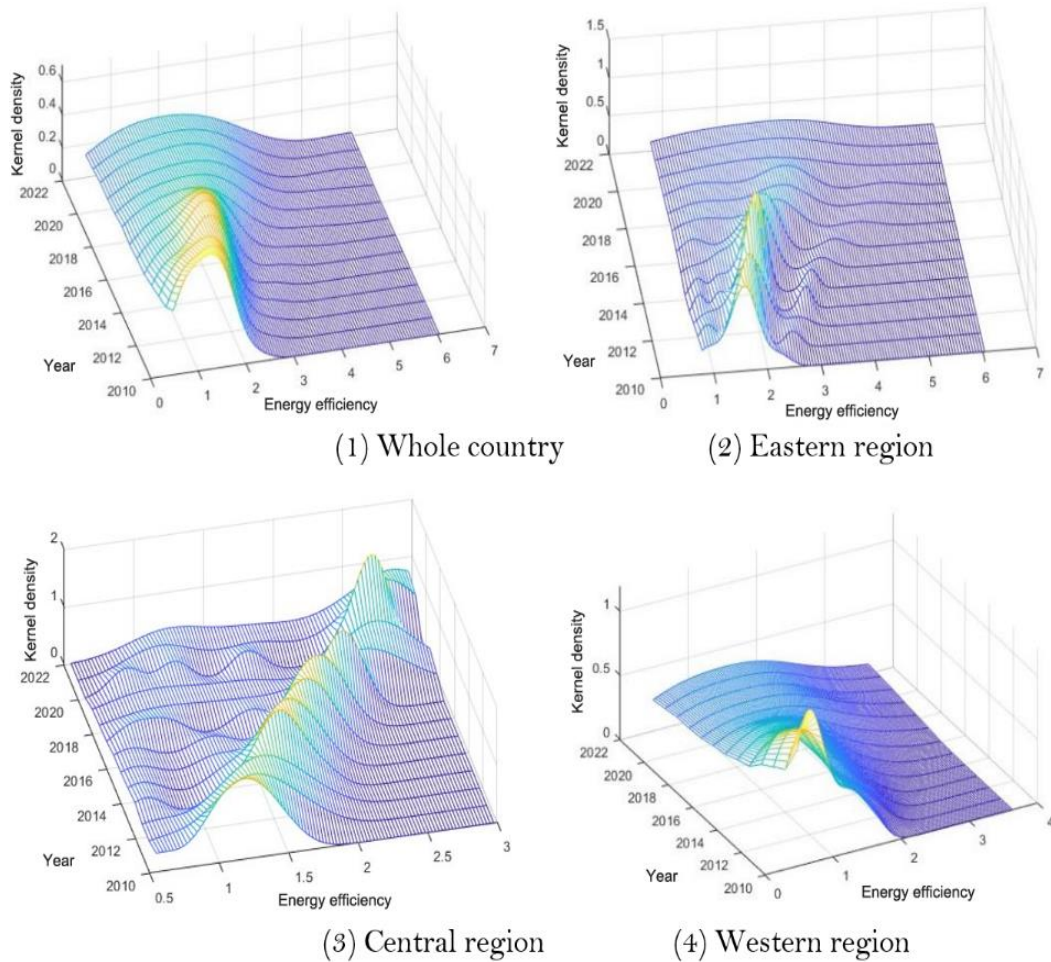 Kernel density
0.6
0.4
0.2
0
2022
2020
2018
2016
2014
2012
2010
Year
0 1 2 3 4 5 6 7
Energy efficiency
(1) Whole country
Kernel density
1.5
1
0.5
0
2022
2020
2018
2016
2014
2012
2010
Year
0 1 2 3 4 5 6 7
Energy efficiency
(2) Eastern region
Kernel density
2
1
0
2022
2020
2018
2016
2014
2012
2010
Year
0.5 1 1.5 2 2.5 3
Energy efficiency
(3) Central region
Kernel density
1
0.5
0
2022
2020
2018
2016
2014
2012
2010
Year
0 1 2 3 4
Energy efficiency
(4) Western region